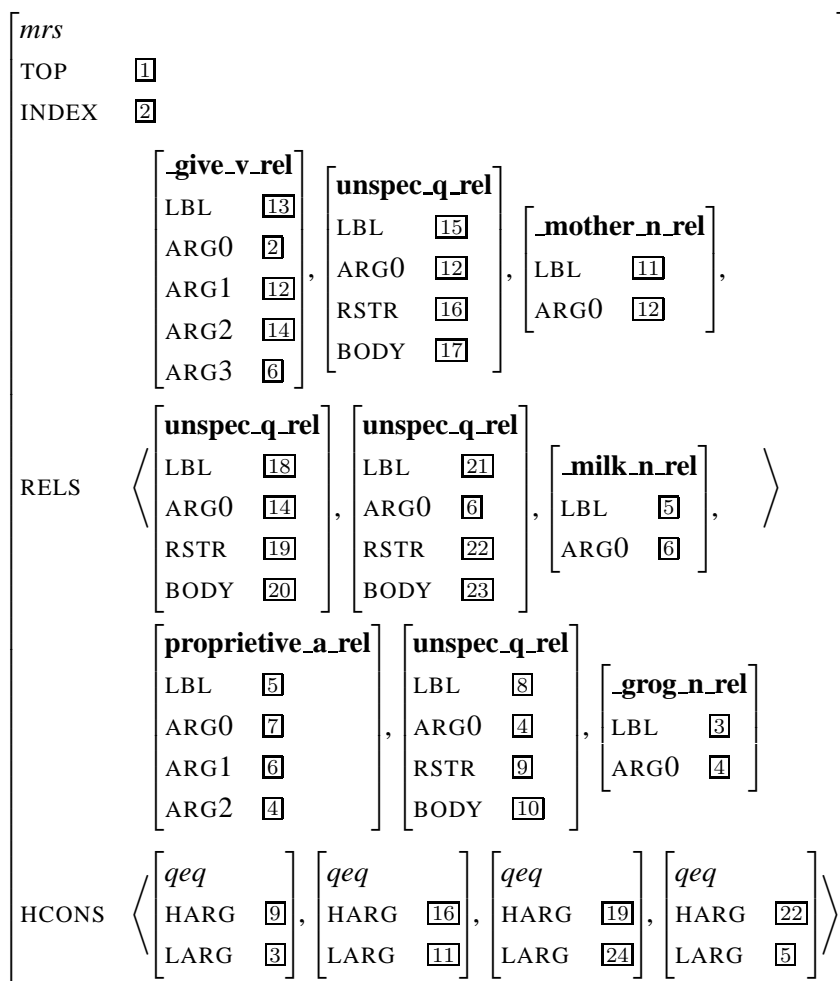 mrs
TOP 1
INDEX 2
_give_v_rel
LBL 13
ARG0 2
ARG1 12
ARG2 14
ARG3 6
,
unspec_q_rel
LBL 15
ARG0 12
RSTR 16
BODY 17
,
_mother_n_rel
LBL 11
ARG0 12
,
RELS
unspec_q_rel
LBL 18
ARG0 14
RSTR 19
BODY 20
,
unspec_q_rel
LBL 21
ARG0 6
RSTR 22
BODY 23
,
_milk_n_rel
LBL 5
ARG0 6
,
proprietive_a_rel
LBL 5
ARG0 7
ARG1 6
ARG2 4
,
unspec_q_rel
LBL 8
ARG0 4
RSTR 9
BODY 10
,
_grog_n_rel
LBL 3
ARG0 4
HCONS
qeq
HARG 9
LARG 3
,
qeq
HARG 16
LARG 11
,
qeq
HARG 19
LARG 24
,
qeq
HARG 22
LARG 5